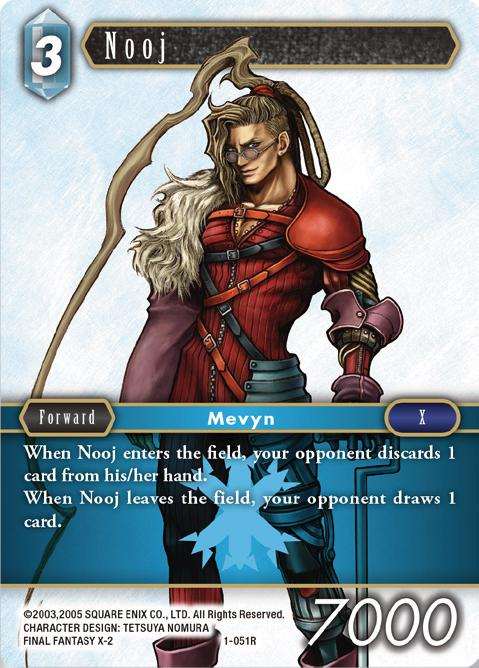 3
Nooj
Forward
Mevyn
X
When Nooj enters the field, your opponent discards 1
card from his/her hand.
When Nooj leaves the field, your opponent draws 1
card.
©2003,2005 SQUARE ENIX CO., LTD. All Rights Reserved.
CHARACTER DESIGN: TETSUYA NOMURA
FINAL FANTASY X-2
1-051R
7000